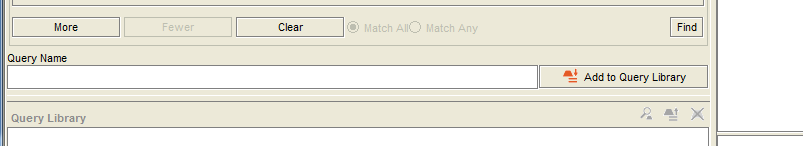 More Fewer Clear Match All Match Any Find
Query Name
Add to Query Library
Query Library